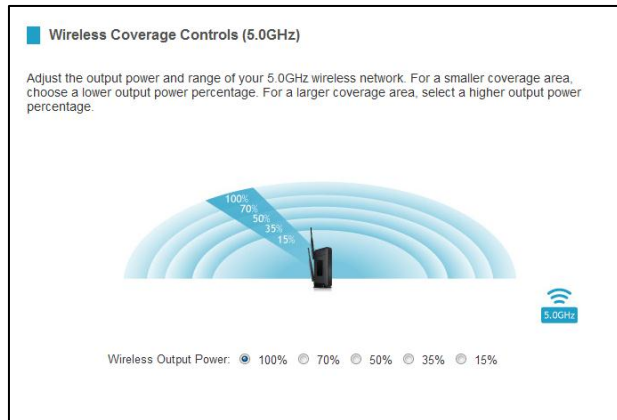 Wireless Coverage Controls (5.0GHz)
Adjust the output power and range of your 5.0GHz wireless network. For a smaller coverage area,
choose a lower output power percentage. For a larger coverage area, select a higher output power
percentage.
100%
70%
50%
35%
15%
5.0GHz
Wireless Output Power: 100% 70% 50% 35% 15%